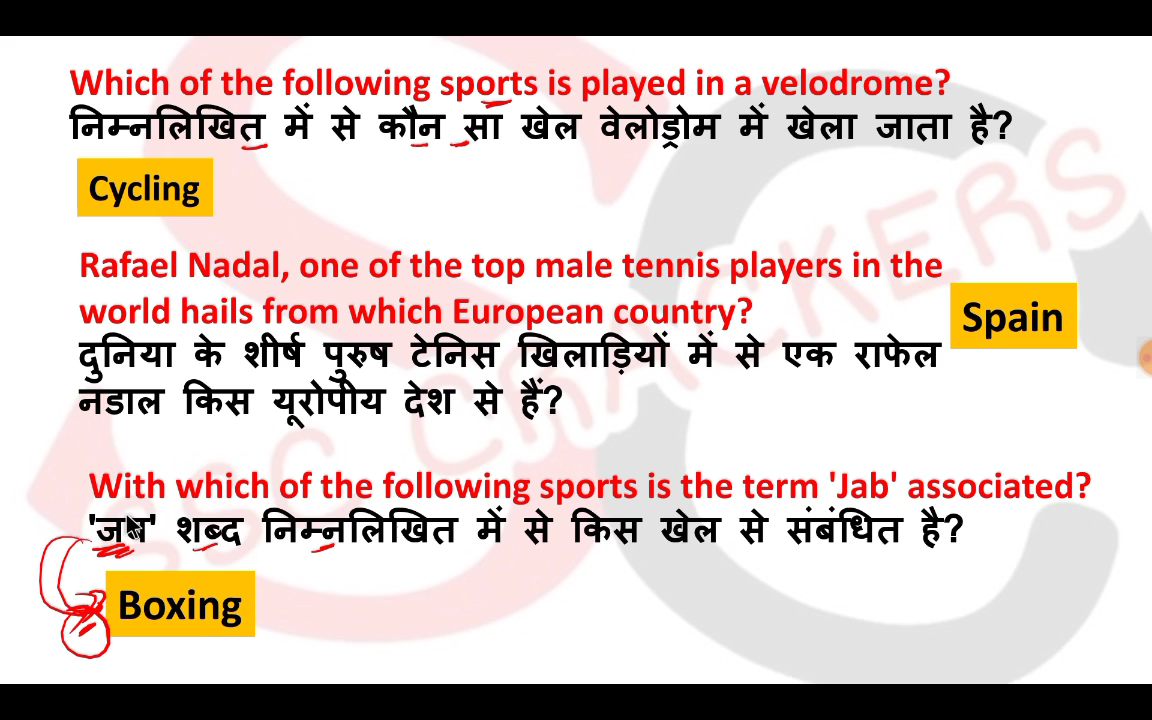 Which of the following sports is played in a velodrome?
निम्नलिखित में से कौन सा खेल वेलोड्रोम में खेला जाता है?
Cycling
Rafael Nadal, one of the top male tennis players in the
world hails from which European country?
Spain
दुनिया के शीर्ष पुरुष टेनिस खिलाड़ियों में से एक राफेल
नडाल किस यूरोपीय देश से हैं?
With which of the following sports is the term 'Jab' associated?
'जब' शब्द निम्नलिखित में से किस खेल से संबंधित है?
Boxing
SSC CRACKERS